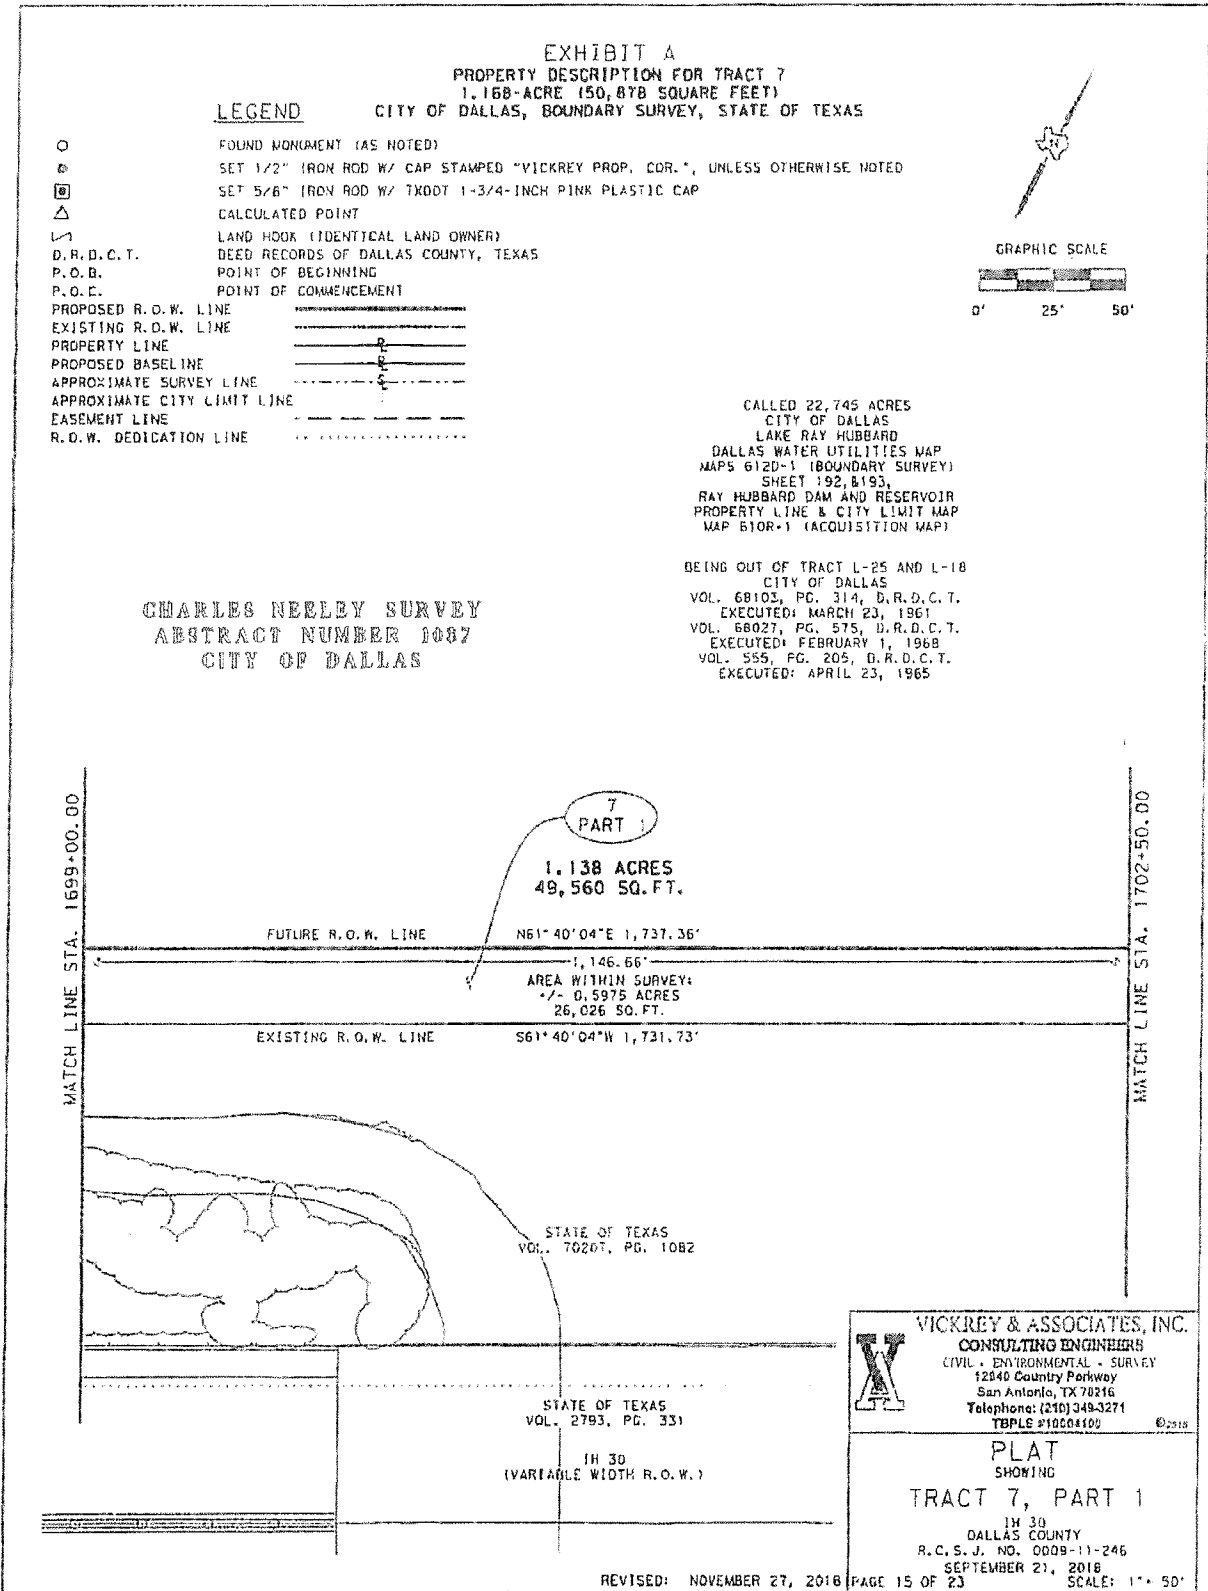 EXHIBIT A
PROPERTY DESCRIPTION FOR TRACT 7
1.168-ACRE (50,878 SQUARE FEET)
CITY OF DALLAS, BOUNDARY SURVEY, STATE OF TEXAS
LEGEND
FOUND MONUMENT (AS NOTED)
SET 1/2" IRON ROD W/ CAP STAMPED "VICKREY PROP. COR.", UNLESS OTHERWISE NOTED
SET 5/8" IRON ROD W/ TXDOT 1-3/4-INCH PINK PLASTIC CAP
CALCULATED POINT
LAND HOOK (IDENTICAL LAND OWNER)
D.R.D.C.T. DEED RECORDS OF DALLAS COUNTY, TEXAS
P.O.B. POINT OF BEGINNING
P.O.C. POINT OF COMMENCEMENT
PROPOSED R.O.W. LINE
EXISTING R.O.W. LINE
PROPERTY LINE
PROPOSED BASELINE
APPROXIMATE SURVEY LINE
APPROXIMATE CITY LIMIT LINE
EASEMENT LINE
R.O.W. DEDICATION LINE
N
GRAPHIC SCALE
0' 25' 50'
CALLED 22,745 ACRES
CITY OF DALLAS
LAKE RAY HUBBARD
DALLAS WATER UTILITIES MAP
MAPS 612D-1 (BOUNDARY SURVEY)
SHEET 192,&193,
RAY HUBBARD DAM AND RESERVOIR
PROPERTY LINE & CITY LIMIT MAP
MAP 610R-1 (ACQUISITION MAP)
BEING OUT OF TRACT L-25 AND L-18
CITY OF DALLAS
VOL. 68103, PG. 314, D.R.D.C.T.
EXECUTED: MARCH 23, 1961
VOL. 68027, PG. 575, D.R.D.C.T.
EXECUTED: FEBRUARY 1, 1968
VOL. 555, PG. 205, D.R.D.C.T.
EXECUTED: APRIL 23, 1965
CHARLES NEELEY SURVEY
ABSTRACT NUMBER 1087
CITY OF DALLAS
MATCH LINE STA. 1699+00.00
MATCH LINE STA. 1702+50.00
7
PART 1
1.138 ACRES
49,560 SQ.FT.
FUTURE R.O.W. LINE N61°40'04"E 1,737.36'
1,146.66'
AREA WITHIN SURVEY:
+/- 0.5975 ACRES
26,026 SQ.FT.
EXISTING R.O.W. LINE S61°40'04"W 1,731.73'
STATE OF TEXAS
VOL. 70207, PG. 1082
STATE OF TEXAS
VOL. 2793, PG. 331
IH 30
(VARIABLE WIDTH R.O.W.)
VICKREY & ASSOCIATES, INC.
CONSULTING ENGINEERS
CIVIL • ENVIRONMENTAL • SURVEY
12940 Country Parkway
San Antonio, TX 78216
Telephone: (210) 349-3271
TBPLS #10004100 ©2018
PLAT
SHOWING
TRACT 7, PART 1
IH 30
DALLAS COUNTY
R.C.S.J. NO. 0009-11-246
SEPTEMBER 21, 2018
REVISED: NOVEMBER 27, 2018 PAGE 15 OF 23 SCALE: 1"= 50'